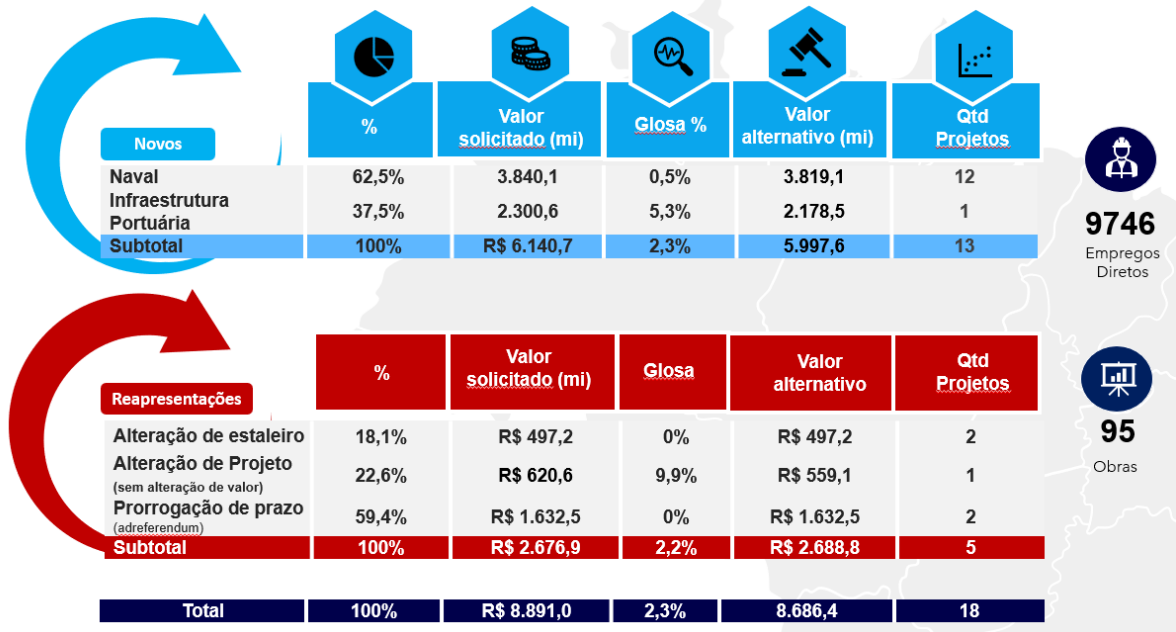 % Valor solicitado (mi) Glosa % Valor alternativo (mi) Qtd Projetos
Novos
Naval 62,5% 3.840,1 0,5% 3.819,1 12
Infraestrutura Portuária 37,5% 2.300,6 5,3% 2.178,5 1
Subtotal 100% R$ 6.140,7 2,3% 5.997,6 13
9746
Empregos
Diretos
% Valor solicitado (mi) Glosa Valor alternativo Qtd Projetos
Reapresentações
Alteração de estaleiro 18,1% R$ 497,2 0% R$ 497,2 2
Alteração de Projeto (sem alteração de valor) 22,6% R$ 620,6 9,9% R$ 559,1 1
Prorrogação de prazo (adreferendum) 59,4% R$ 1.632,5 0% R$ 1.632,5 2
Subtotal 100% R$ 2.676,9 2,2% R$ 2.688,8 5
95
Obras
Total 100% R$ 8.891,0 2,3% 8.686,4 18